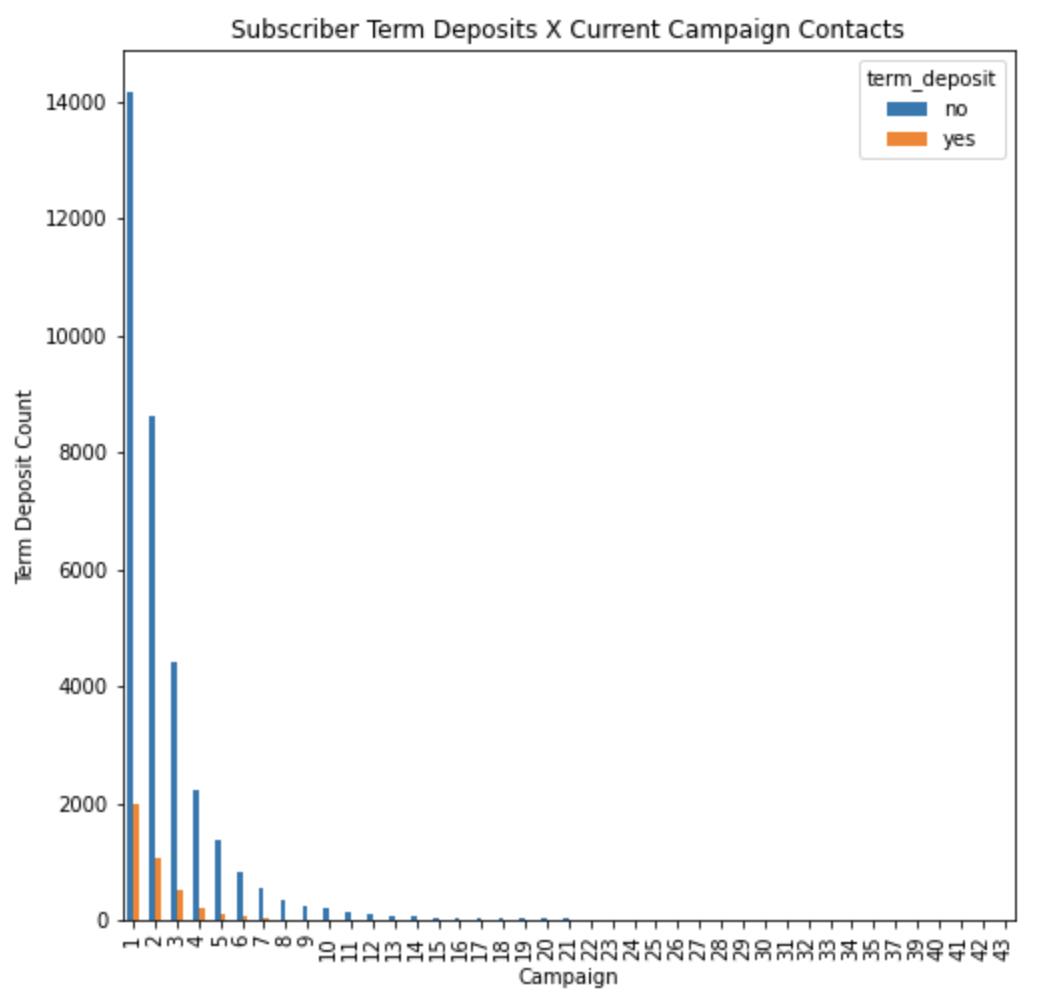 Subscriber Term Deposits X Current Campaign Contacts
term_deposit
no
yes
14000
12000
10000
8000
6000
4000
2000
0
Term Deposit Count
1 2 3 4 5 6 7 8 9 10 11 12 13 14 15 16 17 18 19 20 21 22 23 24 25 26 27 28 29 30 31 32 33 34 35 37 39 40 41 42 43
Campaign